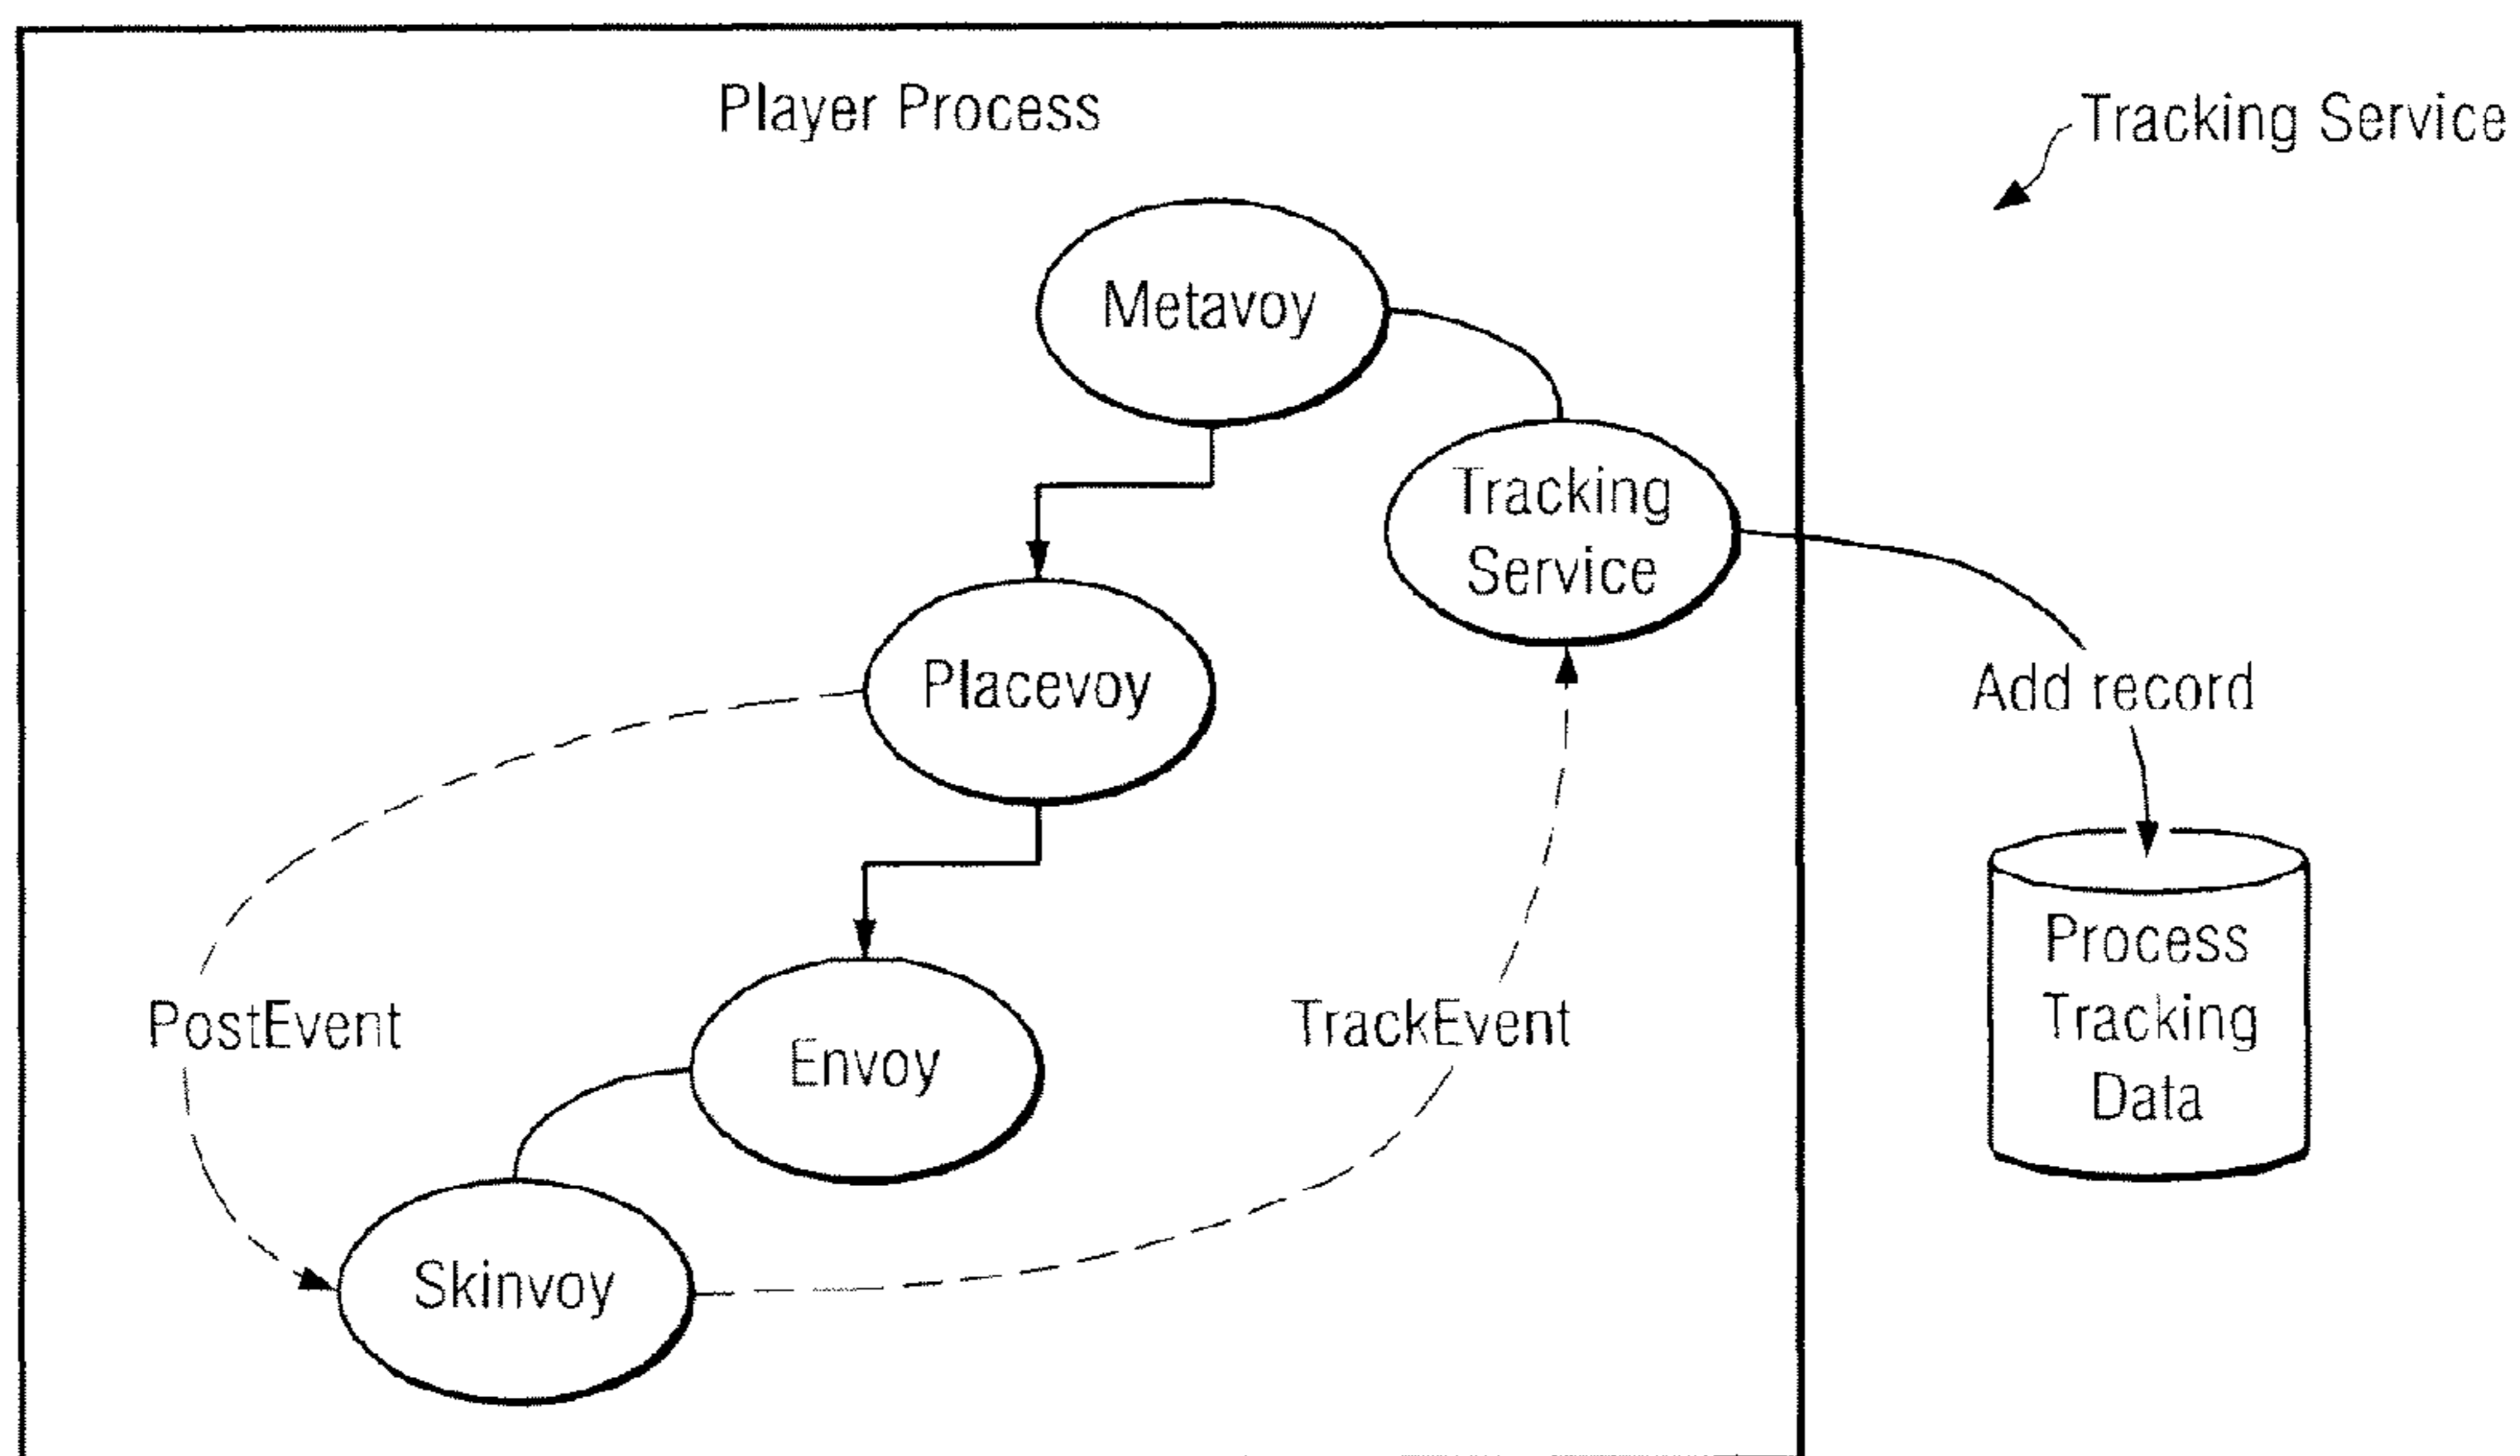 Player Process
Tracking Service
Metavoy
Tracking
Service
Placevoy
Add record
PostEvent
Envoy
TrackEvent
Process
Tracking
Data
Skinvoy